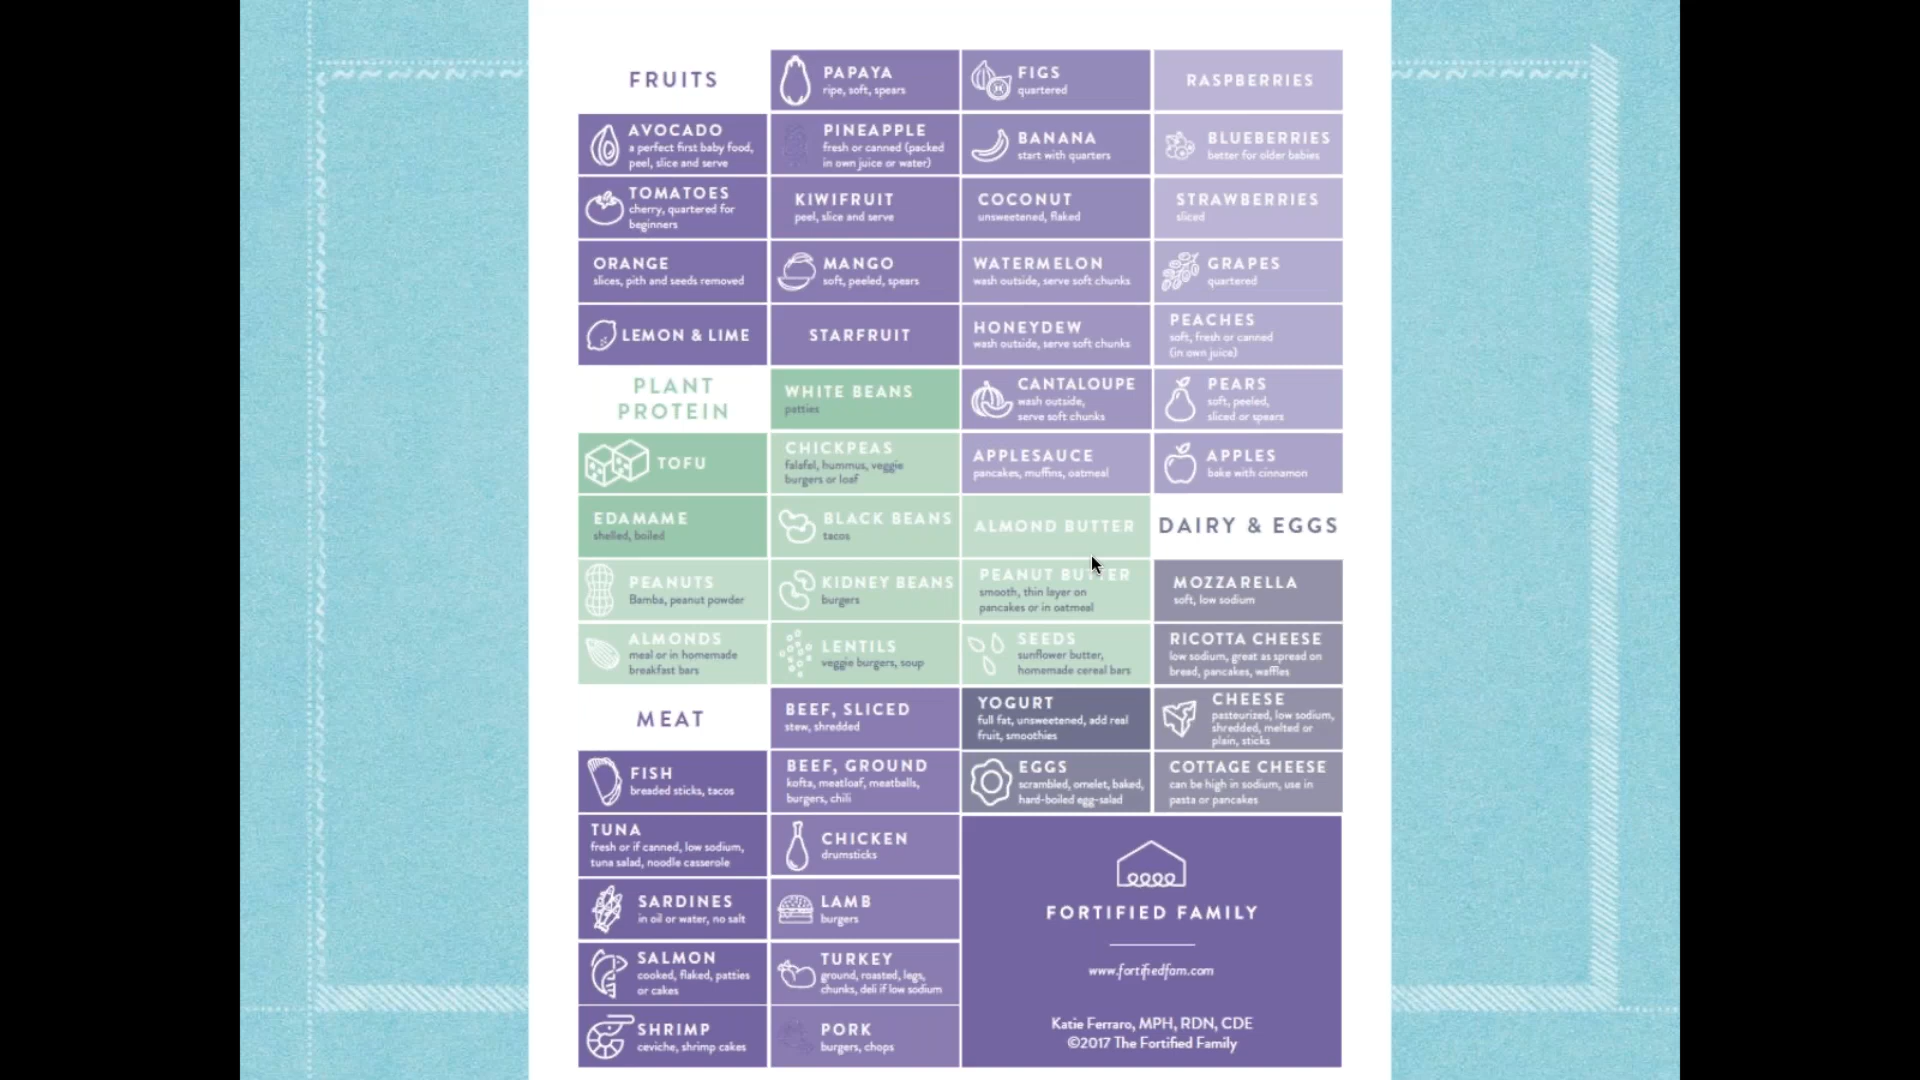 FRUITS
AVOCADO
a perfect first baby food,
peel, slice and serve
TOMATOES
cherry, quartered for
beginners
ORANGE
slices, pith and seeds removed
LEMON & LIME
PAPAYA
ripe, soft, spears
PINEAPPLE
fresh or canned (packed
in own juice or water)
KIWIFRUIT
peel, slice and serve
MANGO
soft, peeled, spears
STARFRUIT
FIGS
quartered
BANANA
start with quarters
COCONUT
unsweetened, flaked
WATERMELON
wash outside, serve soft chunks
HONEYDEW
wash outside, serve soft chunks
CANTALOUPE
wash outside,
serve soft chunks
APPLESAUCE
pancakes, muffins, oatmeal
RASPBERRIES
BLUEBERRIES
better for older babies
STRAWBERRIES
sliced
GRAPES
quartered
PEACHES
soft, fresh or canned
(in own juice)
PEARS
soft, peeled,
sliced or spears
APPLES
bake with cinnamon
PLANT
PROTEIN
TOFU
EDAMAME
shelled, boiled
PEANUTS
Bamba, peanut powder
ALMONDS
meal or in homemade
breakfast bars
WHITE BEANS
patties
CHICKPEAS
falafel, hummus, veggie
burgers or loaf
BLACK BEANS
tacos
KIDNEY BEANS
burgers
LENTILS
veggie burgers, soup
ALMOND BUTTER
PEANUT BUTTER
smooth, thin layer on
pancakes or in oatmeal
SEEDS
sunflower butter,
homemade cereal bars
MEAT
FISH
breaded sticks, tacos
TUNA
fresh or if canned, low sodium,
tuna salad, noodle casserole
SARDINES
in oil or water, no salt
SALMON
cooked, flaked, patties
or cakes
SHRIMP
ceviche, shrimp cakes
BEEF, SLICED
stew, shredded
BEEF, GROUND
kofta, meatloaf, meatballs,
burgers, chili
CHICKEN
drumsticks
LAMB
burgers
TURKEY
ground, roasted, legs,
chunks, deli if low sodium
PORK
burgers, chops
DAIRY & EGGS
YOGURT
full fat, unsweetened, add real
fruit, smoothies
EGGS
scrambled, omelet, baked,
hard-boiled egg-salad
MOZZARELLA
soft, low sodium
RICOTTA CHEESE
low sodium, great as spread on
bread, pancakes, waffles
CHEESE
pasteurized, low sodium,
shredded, melted or
plain, sticks
COTTAGE CHEESE
can be high in sodium, use in
pasta or pancakes
FORTIFIED FAMILY
www.fortifiedfam.com
Katie Ferraro, MPH, RDN, CDE
©2017 The Fortified Family